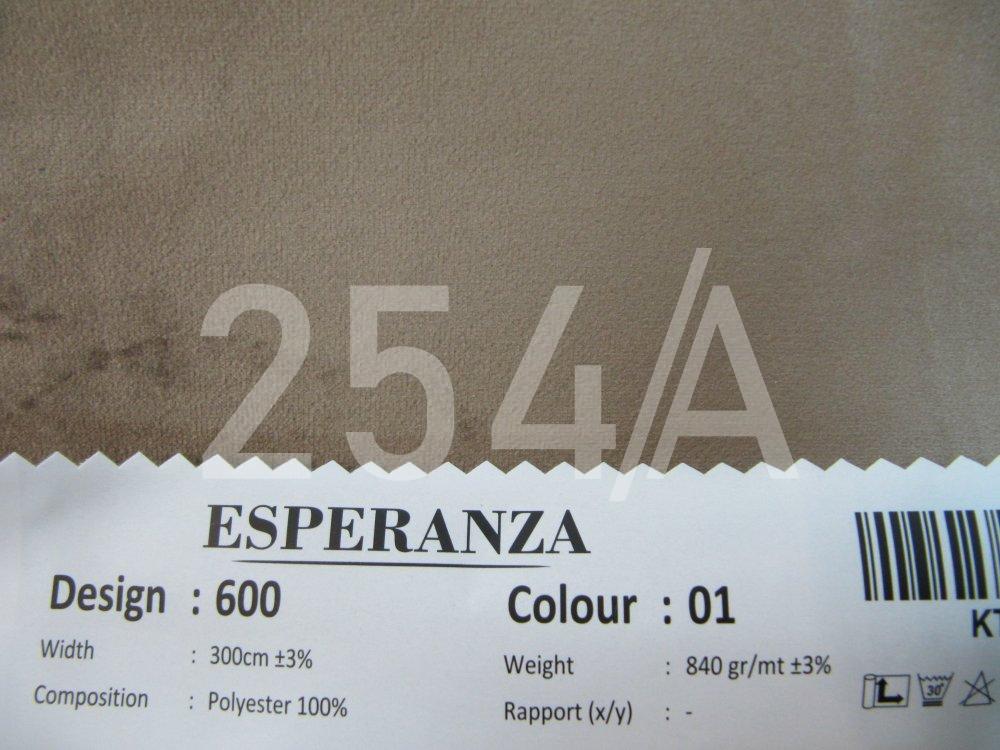 254/A
ESPERANZA
Design : 600
Colour : 01
Width : 300cm ±3%
Weight : 840 gr/mt ±3%
Composition : Polyester 100%
Rapport (x/y) : -
KT
30°